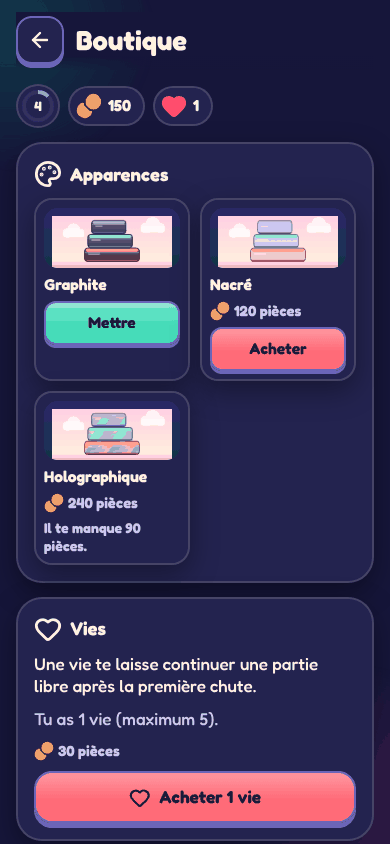 Boutique
4
150
1
Apparences
Graphite
Mettre
Nacré
120 pièces
Acheter
Holographique
240 pièces
Il te manque 90
pièces.
Vies
Une vie te laisse continuer une partie
libre après la première chute.
Tu as 1 vie (maximum 5).
30 pièces
Acheter 1 vie